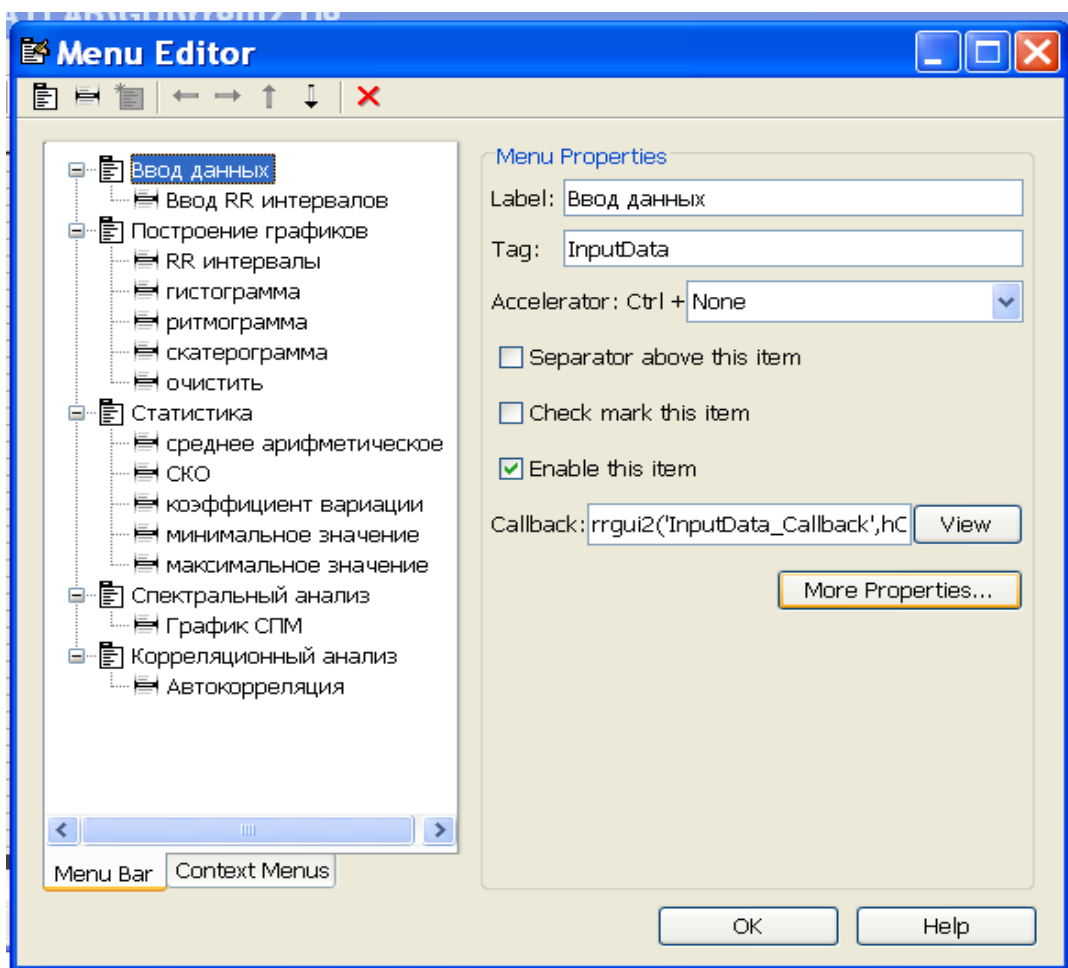 Menu Editor
Ввод данных
Ввод RR интервалов
Построение графиков
RR интервалы
гистограмма
ритмограмма
скатерограмма
очистить
Статистика
среднее арифметическое
СКО
коэффициент вариации
минимальное значение
максимальное значение
Спектральный анализ
График СПМ
Корреляционный анализ
Автокорреляция
Menu Bar
Context Menus
Menu Properties
Label: Ввод данных
Tag: InputData
Accelerator: Ctrl + None
Separator above this item
Check mark this item
Enable this item
Callback: rrgui2('InputData_Callback',hC View
More Properties...
OK
Help